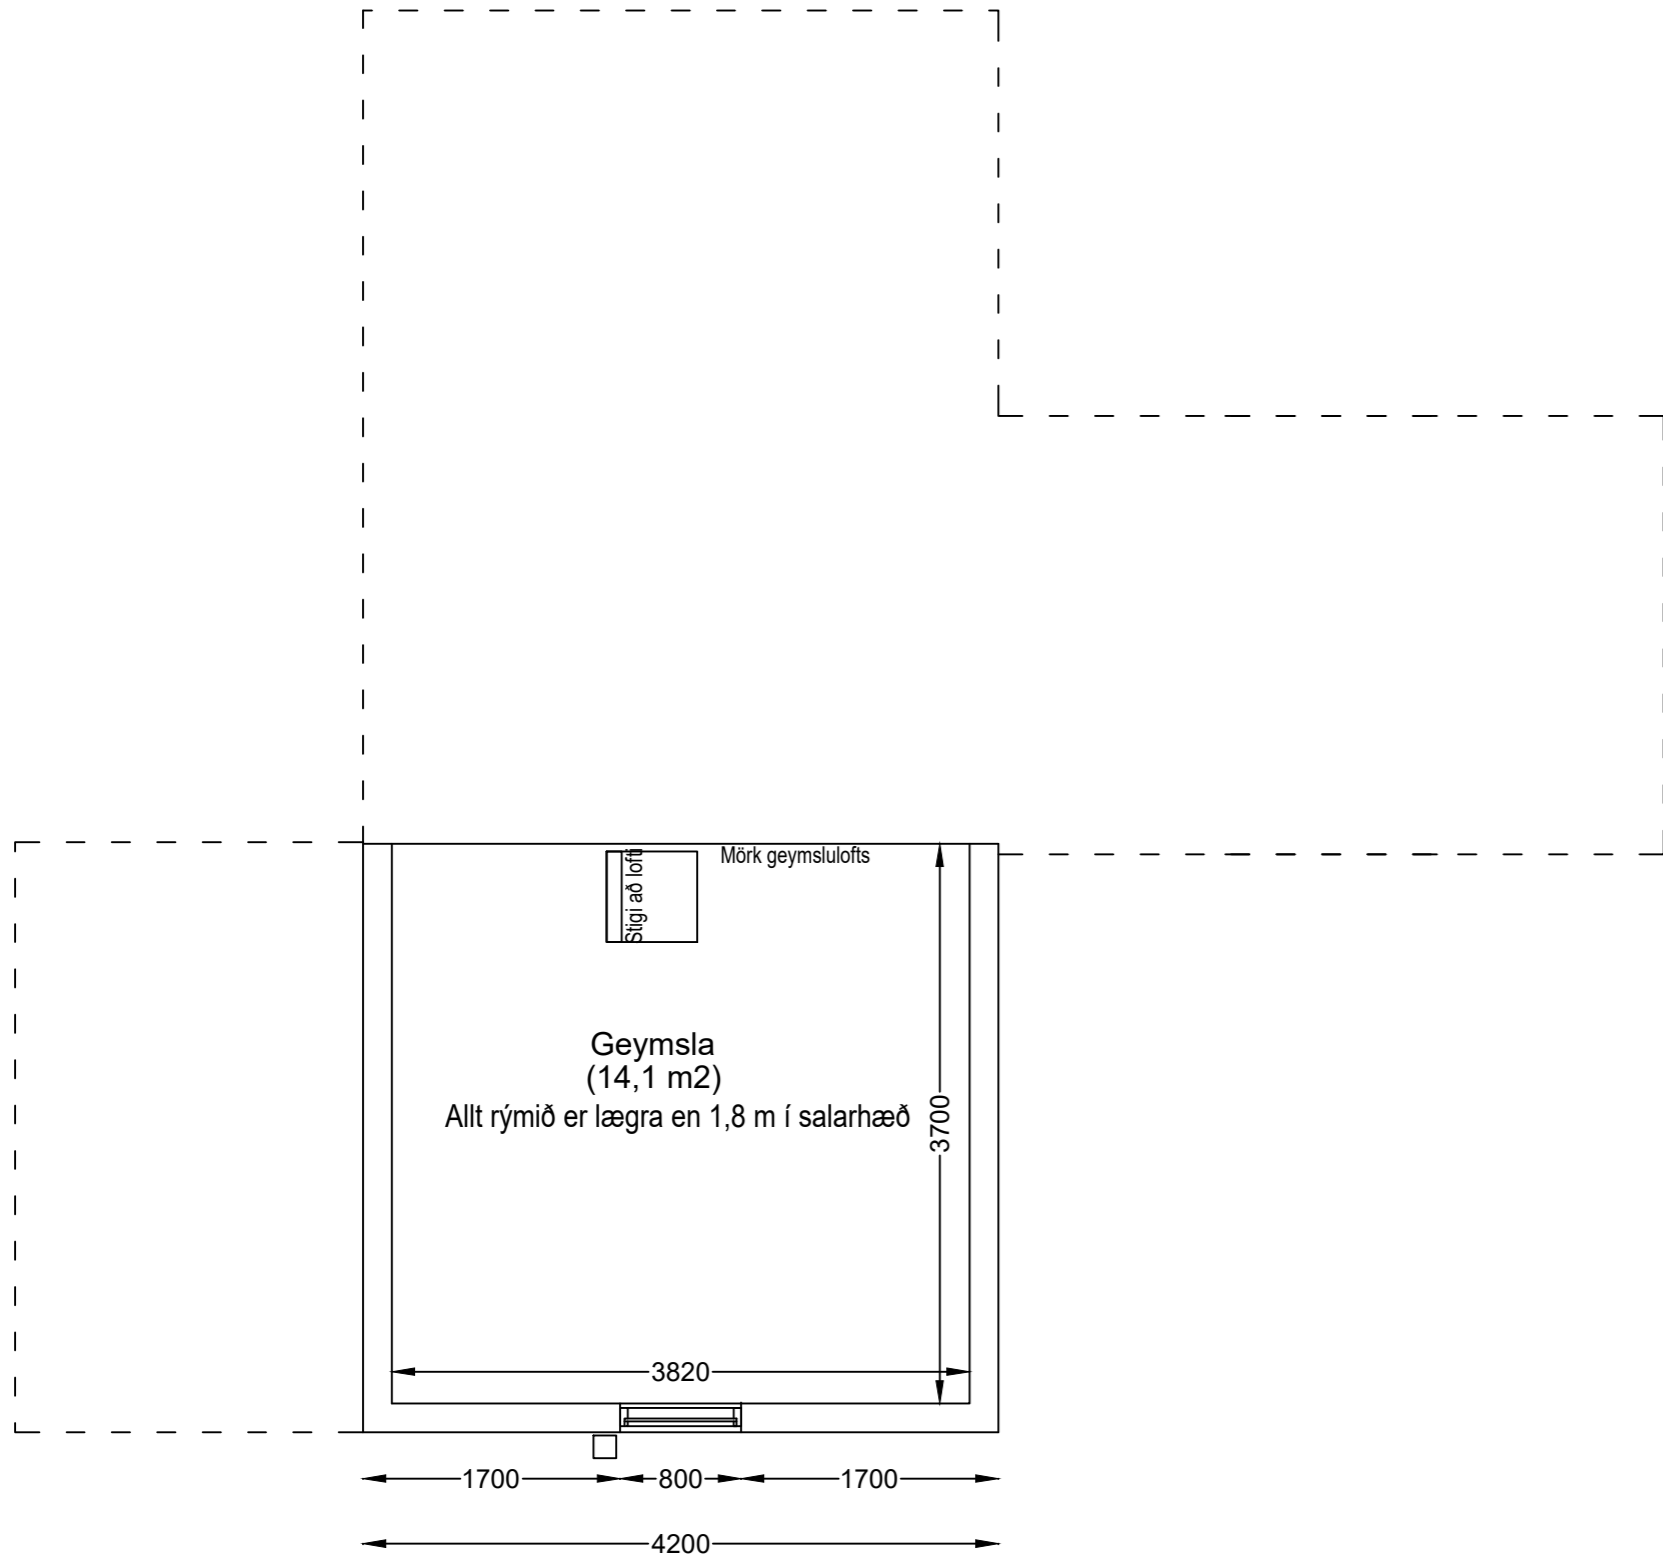 Mörk geymslulofts
Stigi að lofti
Geymsla
(14,1 m2)
Allt rýmið er lægra en 1,8 m í salarhæð
3700
3820
1700
800
1700
4200